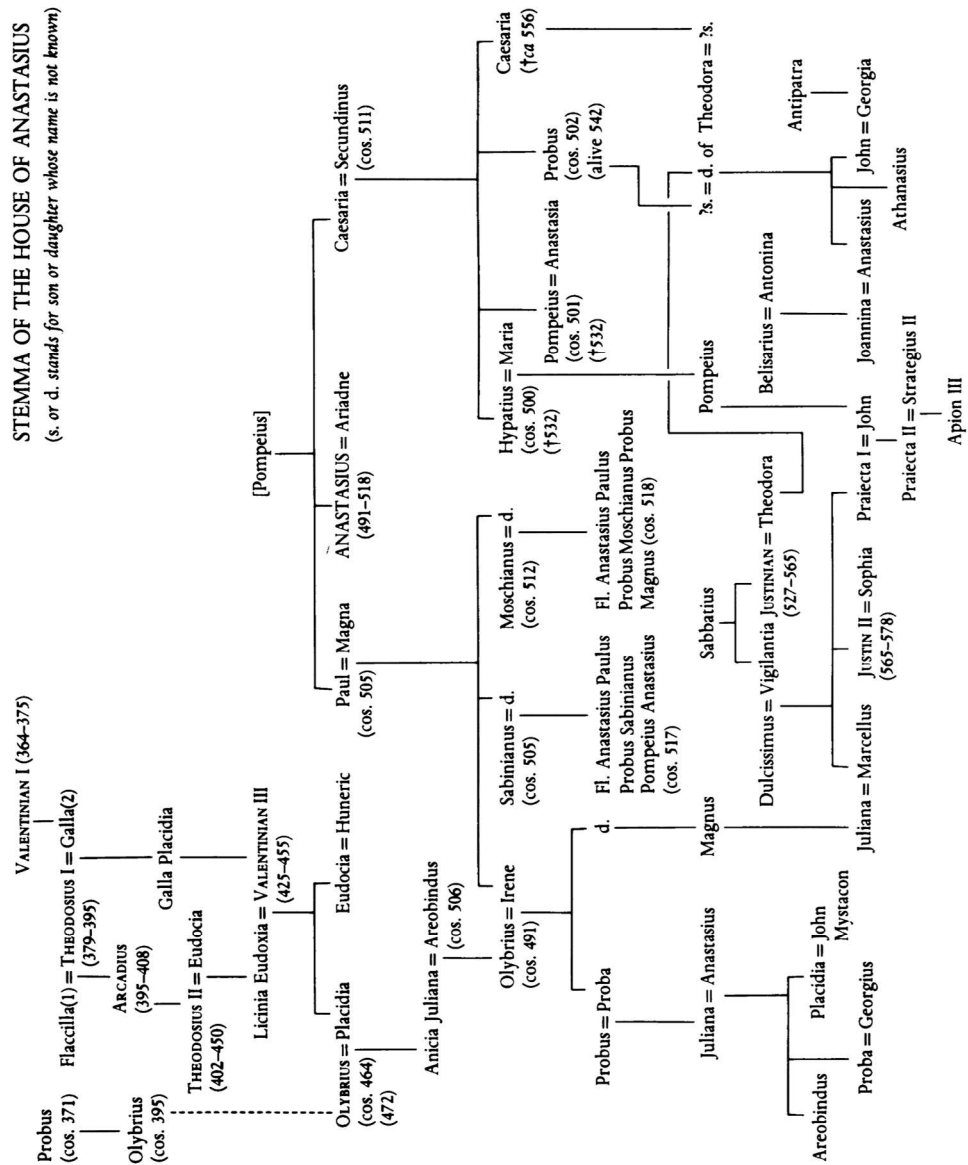 STEMMA OF THE HOUSE OF ANASTASIUS
(s. or d. stands for son or daughter whose name is not known)
VALENTINIAN I (364–375)
Probus
(cos. 371)
Flaccilla(1) = THEODOSIUS I = Galla(2)
(379–395)
Olybrius
(cos. 395)
ARCADIUS
(395–408)
Galla Placidia
THEODOSIUS II = Eudocia
(402–450)
Licinia Eudoxia = VALENTINIAN III
(425–455)
[Pompeius]
OLYBRIUS = Placidia
(cos. 464)
(472)
Eudocia = Huneric
Paul = Magna
(cos. 505)
ANASTASIUS = Ariadne
(491–518)
Caesaria = Secundinus
(cos. 511)
Anicia Juliana = Areobindus
(cos. 506)
Olybrius = Irene
(cos. 491)
Sabinianus = d.
(cos. 505)
Moschianus = d.
(cos. 512)
Hypatius = Maria
(cos. 500)
(†532)
Pompeius = Anastasia
(cos. 501)
(†532)
Probus
(cos. 502)
(alive 542)
Caesaria
(†ca 556)
Probus = Proba
d.
Fl. Anastasius Paulus
Probus Sabinianus
Pompeius Anastasius
(cos. 517)
Fl. Anastasius Paulus
Probus Moschianus Probus
Magnus (cos. 518)
Juliana = Anastasius
Magnus
Sabbatius
Pompeius
?s. = d. of Theodora = ?s.
Dulcissimus = Vigilantia
JUSTINIAN = Theodora
(527–565)
Belisarius = Antonina
Antipatra
Areobindus
Placidia = John
Mystacon
Proba = Georgius
Juliana = Marcellus
JUSTIN II = Sophia
(565–578)
Praiecta I = John
Joannina = Anastasius
John = Georgia
Athanasius
Praiecta II = Strategius II
Apion III